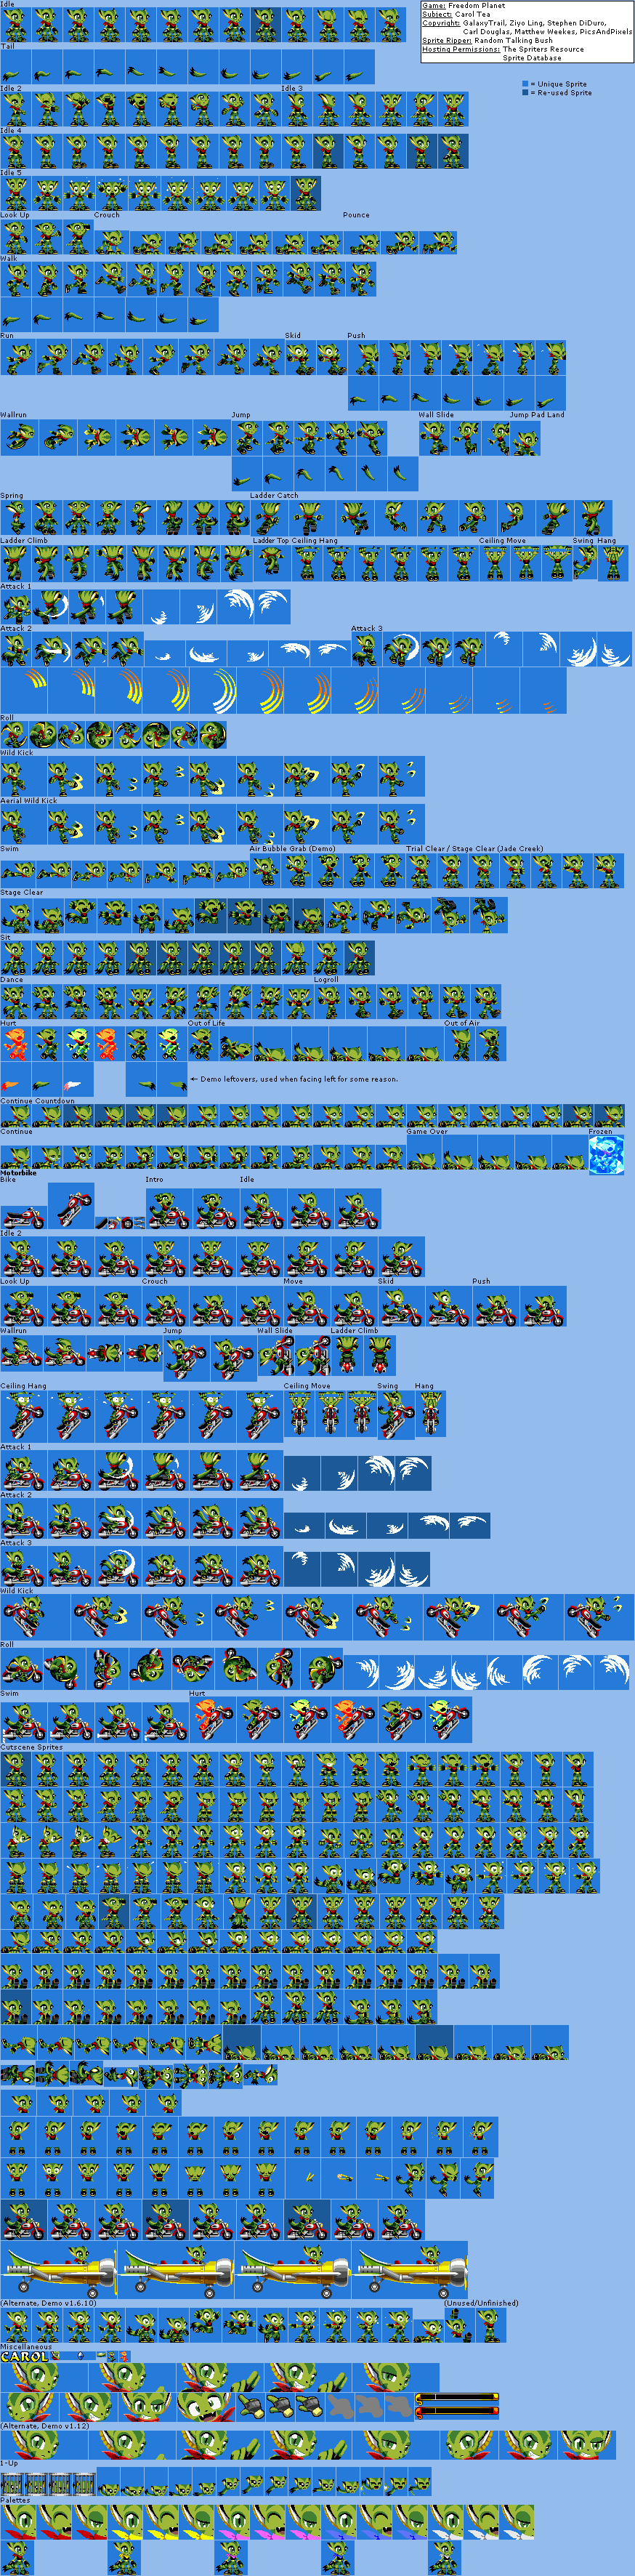 Idle
Game: Freedom Planet
Subject: Carol Tea
Copyright: GalaxyTrail, Ziyo Ling, Stephen DiDuro,
Carl Douglas, Matthew Weekes, PicsAndPixels
Sprite Ripper: Random Talking Bush
Hosting Permissions: The Spriters Resource
Sprite Database
Tail
= Unique Sprite
= Re-used Sprite
Idle 2 Idle 3
Idle 4
Idle 5
Look Up Crouch Pounce
Walk
Run Skid Push
Wallrun Jump Wall Slide Jump Pad Land
Spring Ladder Catch
Ladder Climb Ladder Top Ceiling Hang Ceiling Move Swing Hang
Attack 1
Attack 2 Attack 3
Roll
Wild Kick
Aerial Wild Kick
Swim Air Bubble Grab (Demo) Trial Clear / Stage Clear (Jade Creek)
Stage Clear
Sit
Dance Logroll
Hurt Out of Life Out of Air
← Demo leftovers, used when facing left for some reason.
Continue Countdown
Continue Game Over Frozen
Motorbike
Bike Intro Idle
Idle 2
Look Up Crouch Move Skid Push
Wallrun Jump Wall Slide Ladder Climb
Ceiling Hang Ceiling Move Swing Hang
Attack 1
Attack 2
Attack 3
Wild Kick
Roll
Swim Hurt
Cutscene Sprites
(Alternate, Demo v1.6.10) (Unused/Unfinished)
Miscellaneous
CAROL
(Alternate, Demo v1.12)
1-Up
Palettes